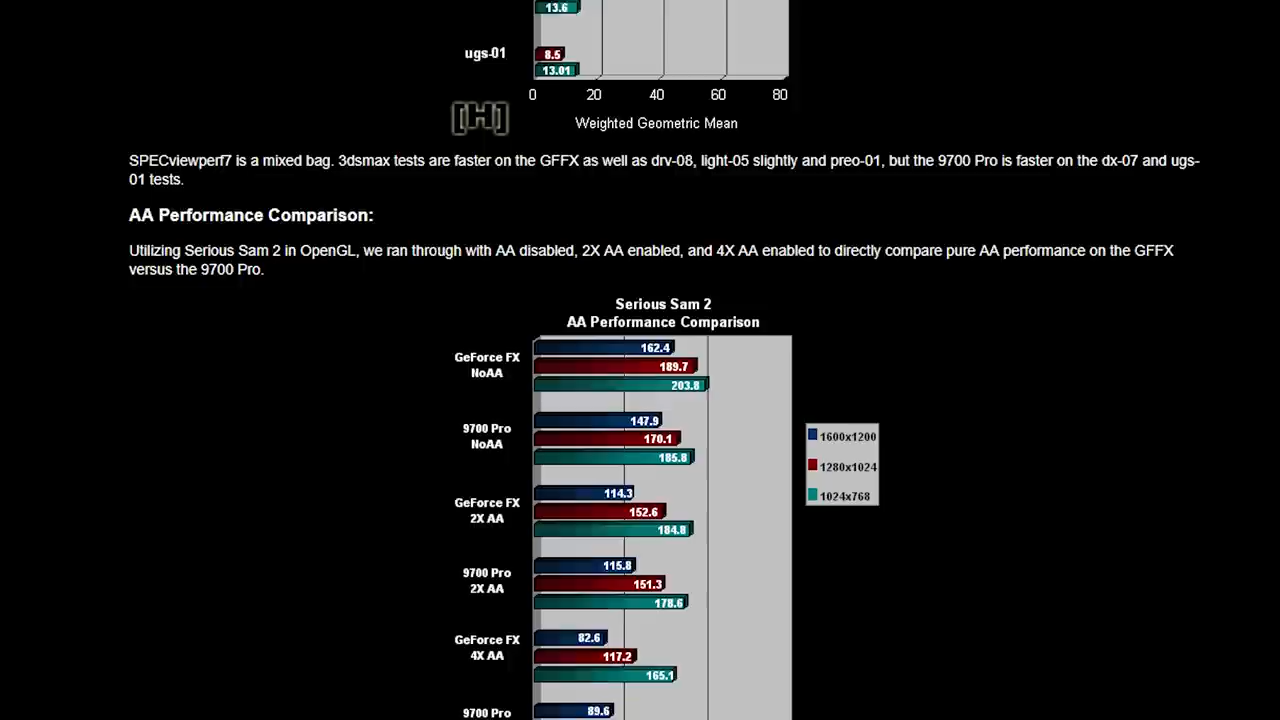 13.6
ugs-01
8.5
13.01
0 20 40 60 80
[H]
Weighted Geometric Mean
SPECviewperf7 is a mixed bag. 3dsmax tests are faster on the GFFX as well as drv-08, light-05 slightly and preo-01, but the 9700 Pro is faster on the dx-07 and ugs-
01 tests.
AA Performance Comparison:
Utilizing Serious Sam 2 in OpenGL, we ran through with AA disabled, 2X AA enabled, and 4X AA enabled to directly compare pure AA performance on the GFFX
versus the 9700 Pro.
Serious Sam 2
AA Performance Comparison
GeForce FX
NoAA
162.4
189.7
203.8
9700 Pro
NoAA
147.9
170.1
185.8
GeForce FX
2X AA
114.3
152.6
184.8
9700 Pro
2X AA
115.8
151.3
178.6
GeForce FX
4X AA
82.6
117.2
165.1
9700 Pro
89.6
1600x1200
1280x1024
1024x768